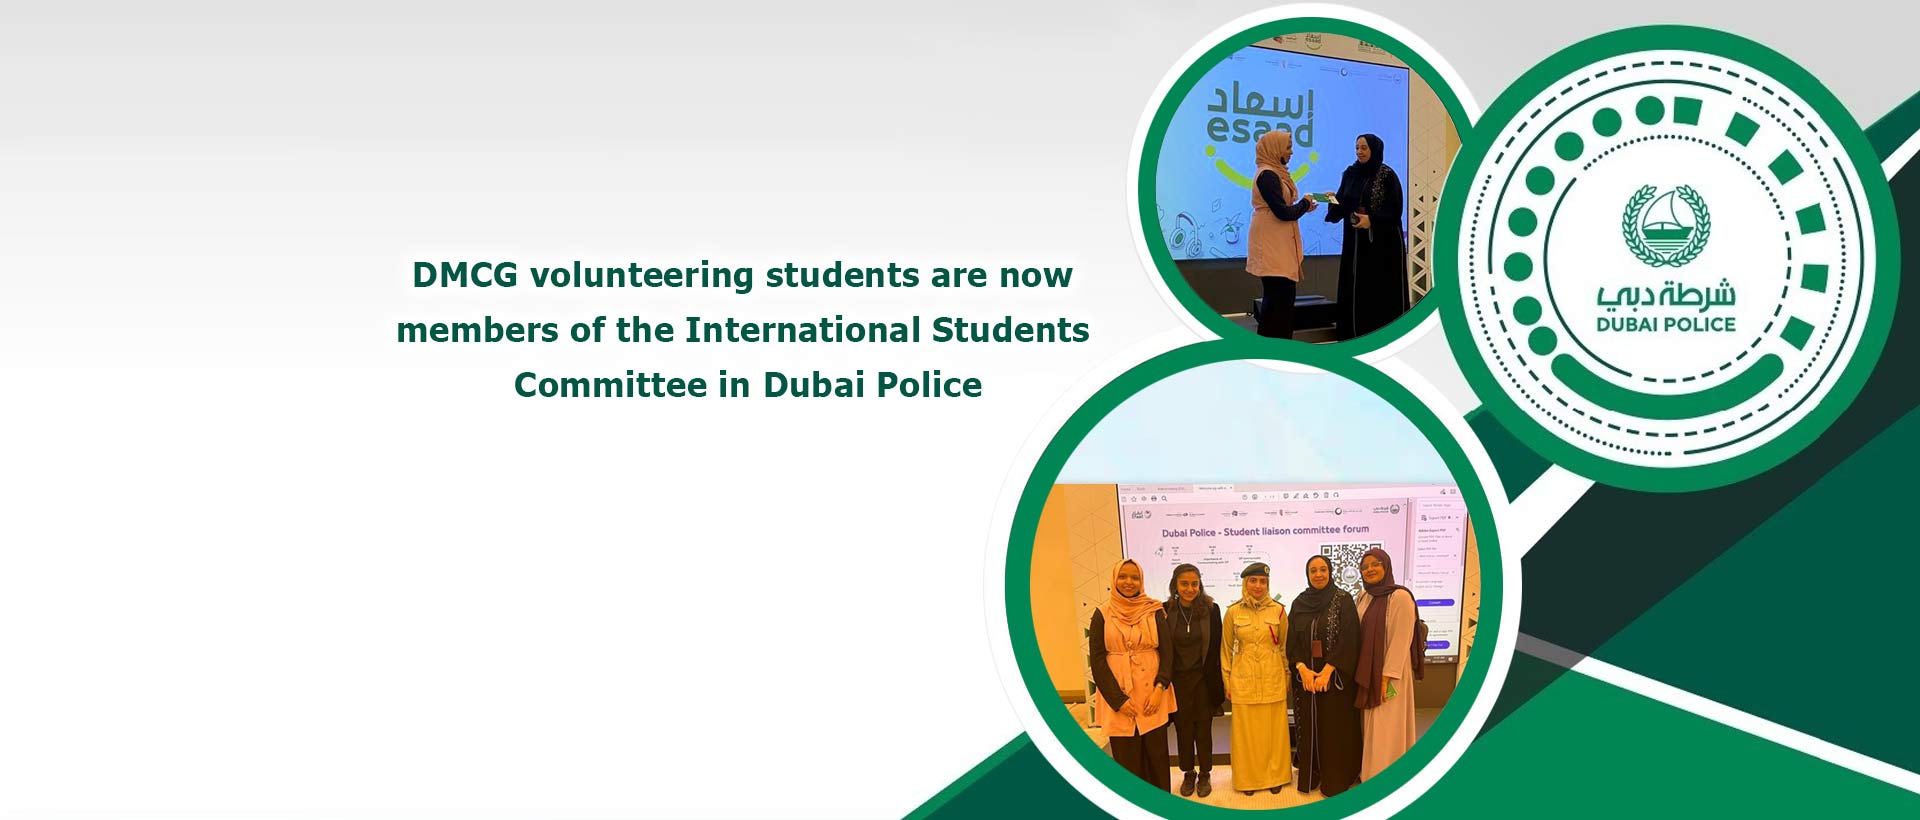 DMCG volunteering students are now
members of the International Students
Committee in Dubai Police
إسعاد
esaad
شرطة دبي
DUBAI POLICE
Dubai Police - Student liaison committee forum